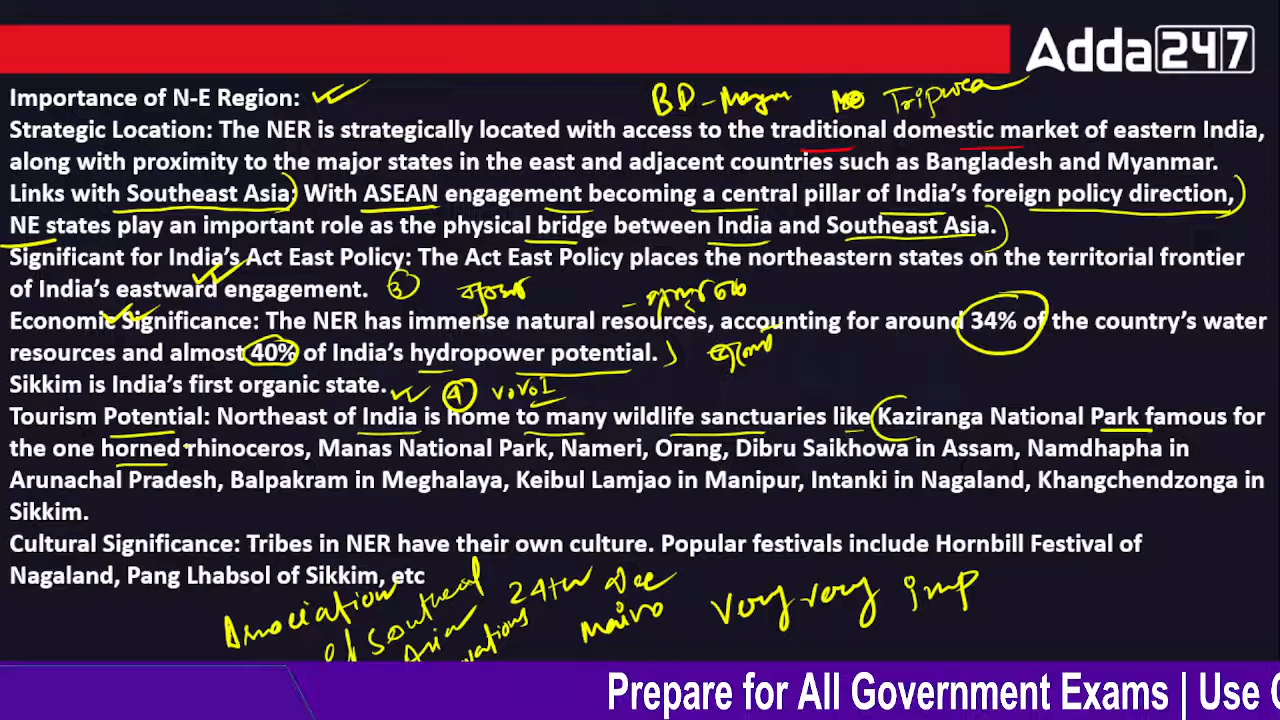 Adda247
BD - Myan Tripura
Importance of N-E Region:
Strategic Location: The NER is strategically located with access to the traditional domestic market of eastern India,
along with proximity to the major states in the east and adjacent countries such as Bangladesh and Myanmar.
Links with Southeast Asia: With ASEAN engagement becoming a central pillar of India's foreign policy direction,
NE states play an important role as the physical bridge between India and Southeast Asia.
Significant for India's Act East Policy: The Act East Policy places the northeastern states on the territorial frontier
of India's eastward engagement. 3
Economic Significance: The NER has immense natural resources, accounting for around 34% of the country's water
resources and almost 40% of India's hydropower potential.
Sikkim is India's first organic state. 4 V.V.V.I
Tourism Potential: Northeast of India is home to many wildlife sanctuaries like Kaziranga National Park famous for
the one horned rhinoceros, Manas National Park, Nameri, Orang, Dibru Saikhowa in Assam, Namdhapha in
Arunachal Pradesh, Balpakram in Meghalaya, Keibul Lamjao in Manipur, Intanki in Nagaland, Khangchendzonga in
Sikkim.
Cultural Significance: Tribes in NER have their own culture. Popular festivals include Hornbill Festival of
Nagaland, Pang Lhabsol of Sikkim, etc
Association 24th Dec very very imp
of Southeast
Asian
Prepare for All Government Exams | Use